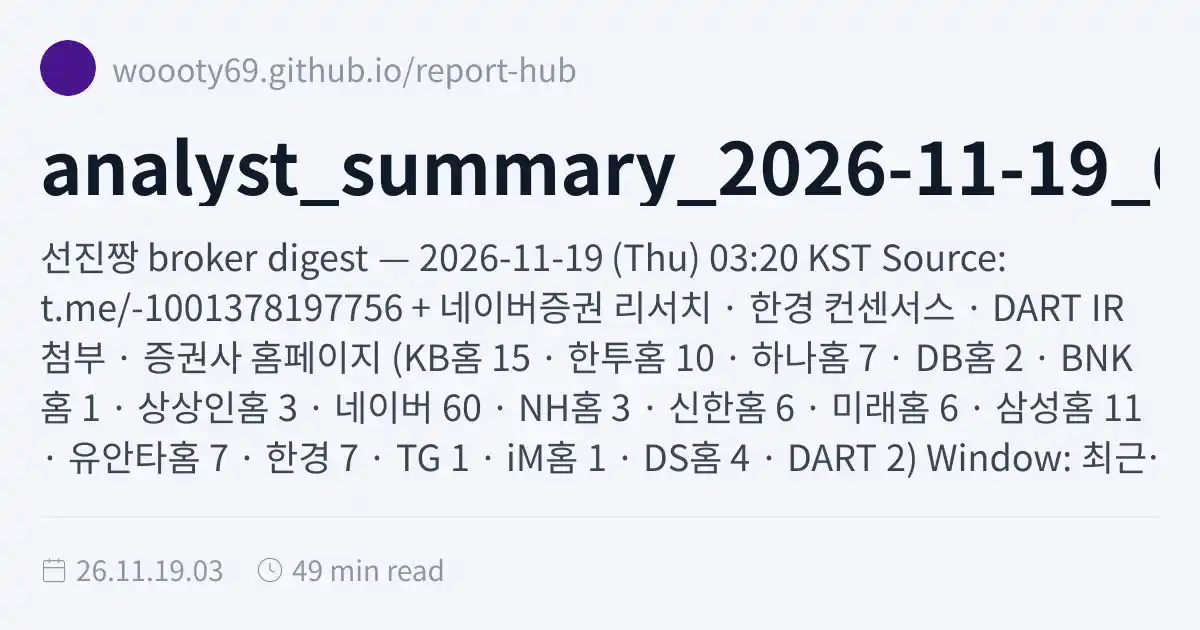 woooty69.github.io/report-hub
analyst_summary_2026-11-19_
선진짱 broker digest — 2026-11-19 (Thu) 03:20 KST Source:
t.me/-1001378197756 + 네이버증권 리서치 · 한경 컨센서스 · DART IR
첨부 · 증권사 홈페이지 (KB홈 15 · 한투홈 10 · 하나홈 7 · DB홈 2 · BNK
홈 1 · 상상인홈 3 · 네이버 60 · NH홈 3 · 신한홈 6 · 미래홈 6 · 삼성홈 11
· 유안타홈 7 · 한경 7 · TG 1 · iM홈 1 · DS홈 4 · DART 2) Window: 최근·
26.11.19.03
49 min read